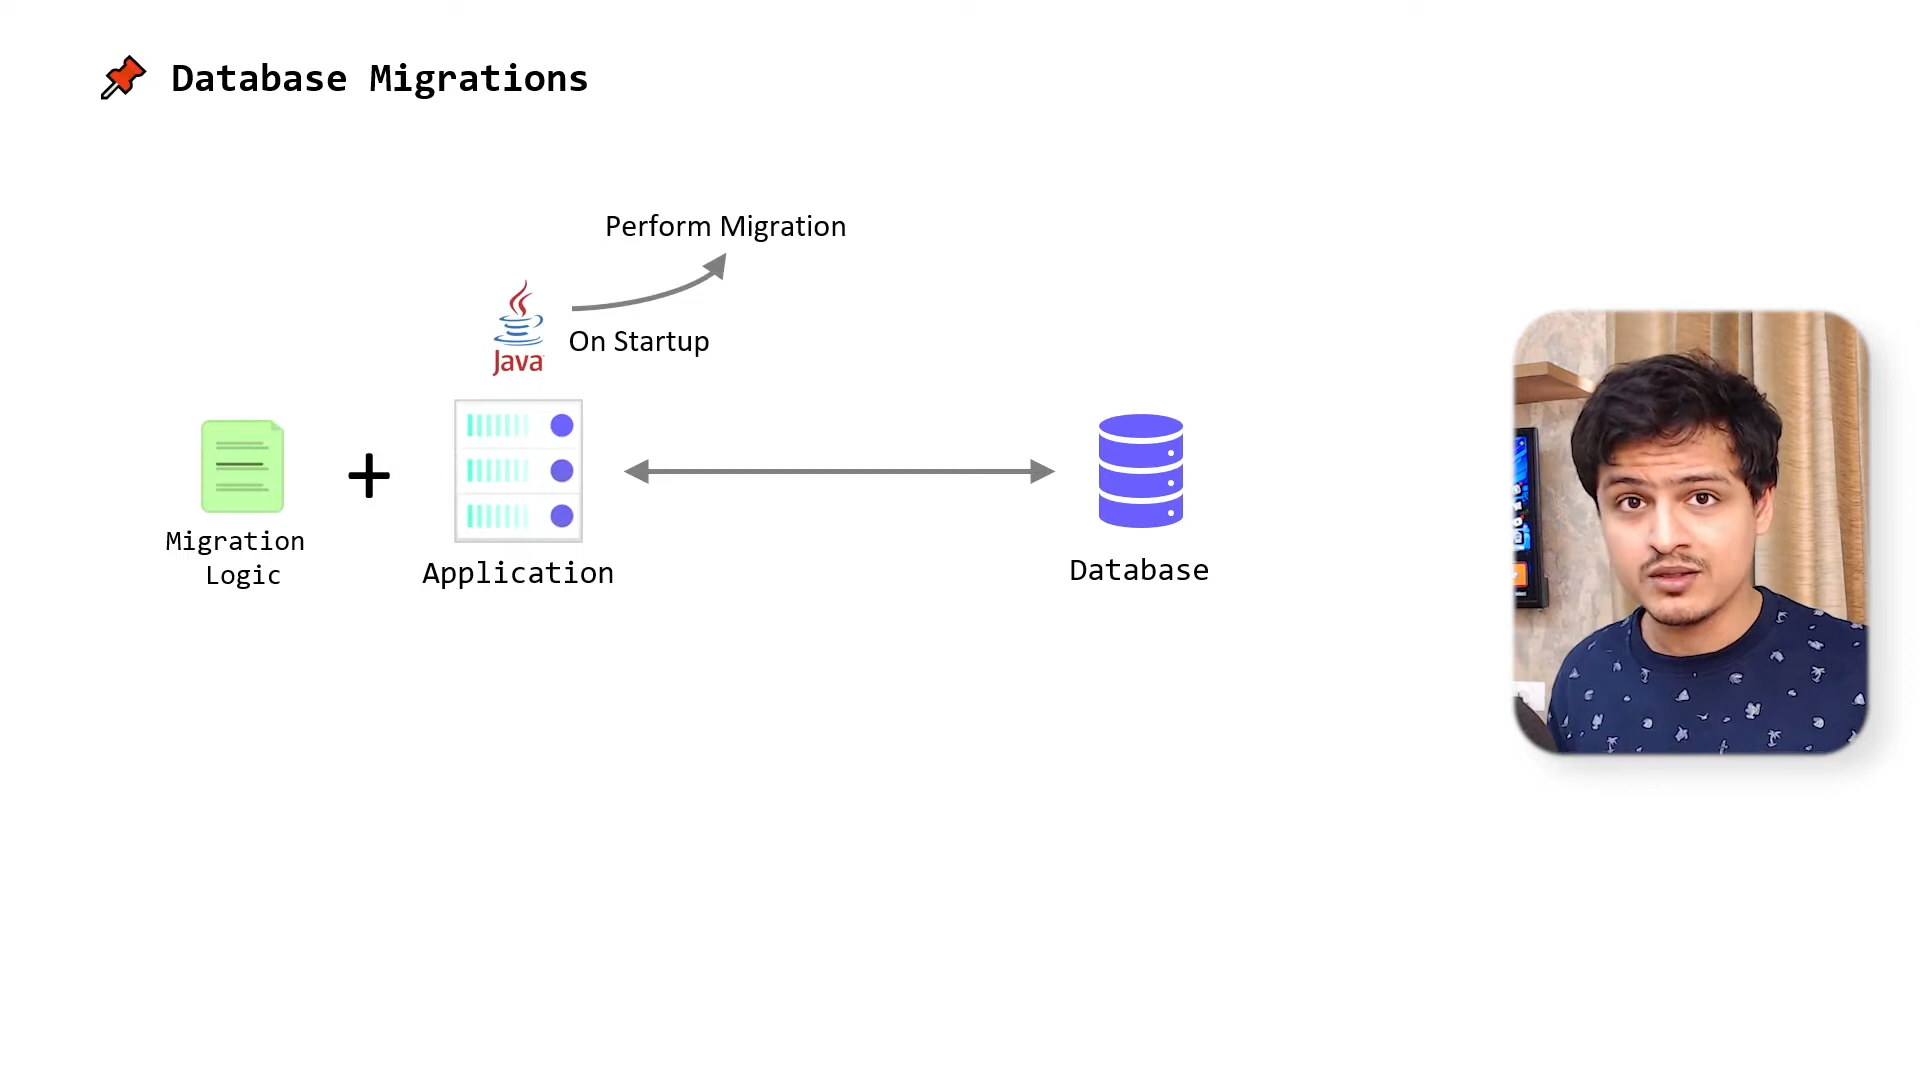 Database Migrations
Perform Migration
Java
On Startup
Migration
Logic
Application
Database